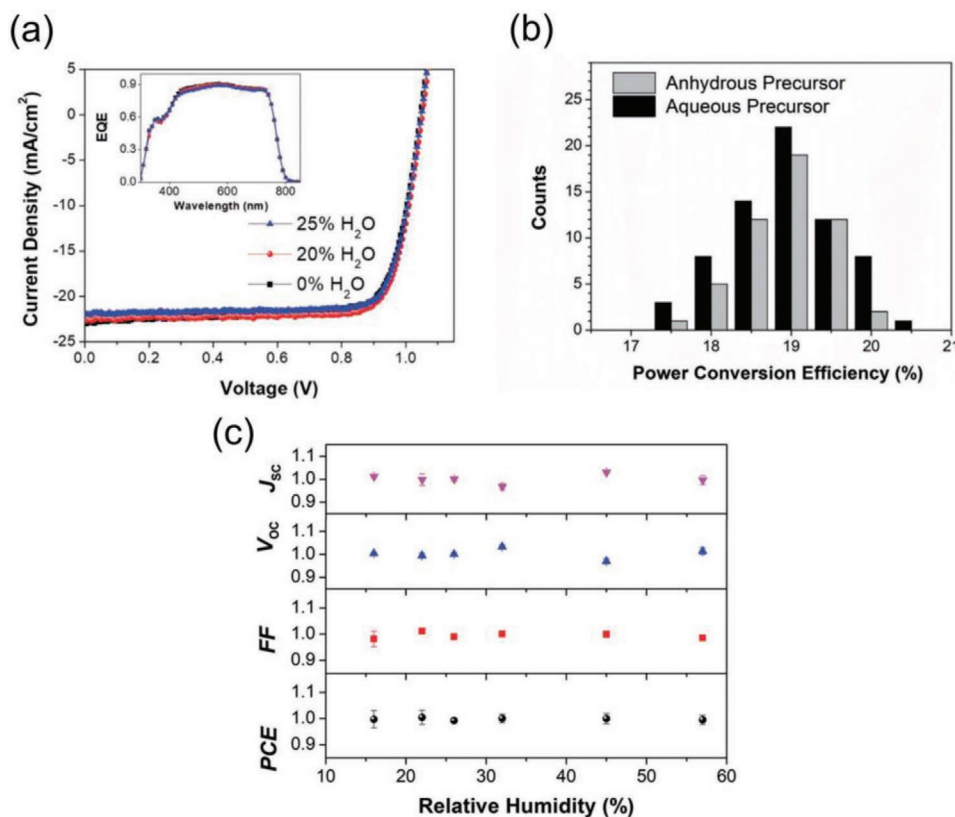 (a)
5
0
-5
-10
-15
-20
-25
0.0 0.2 0.4 0.6 0.8 1.0
Current Density (mA/cm²)
Voltage (V)
0.9
0.6
0.3
0.0
400 600 800
EQE
Wavelength (nm)
25% H₂O
20% H₂O
0% H₂O
(b)
Anhydrous Precursor
Aqueous Precursor
25
20
15
10
5
0
17 18 19 20 21
Counts
Power Conversion Efficiency (%)
(c)
J_SC
1.1
1.0
0.9
V_OC
1.1
1.0
0.9
FF
1.1
1.0
0.9
PCE
1.1
1.0
0.9
10 20 30 40 50 60
Relative Humidity (%)